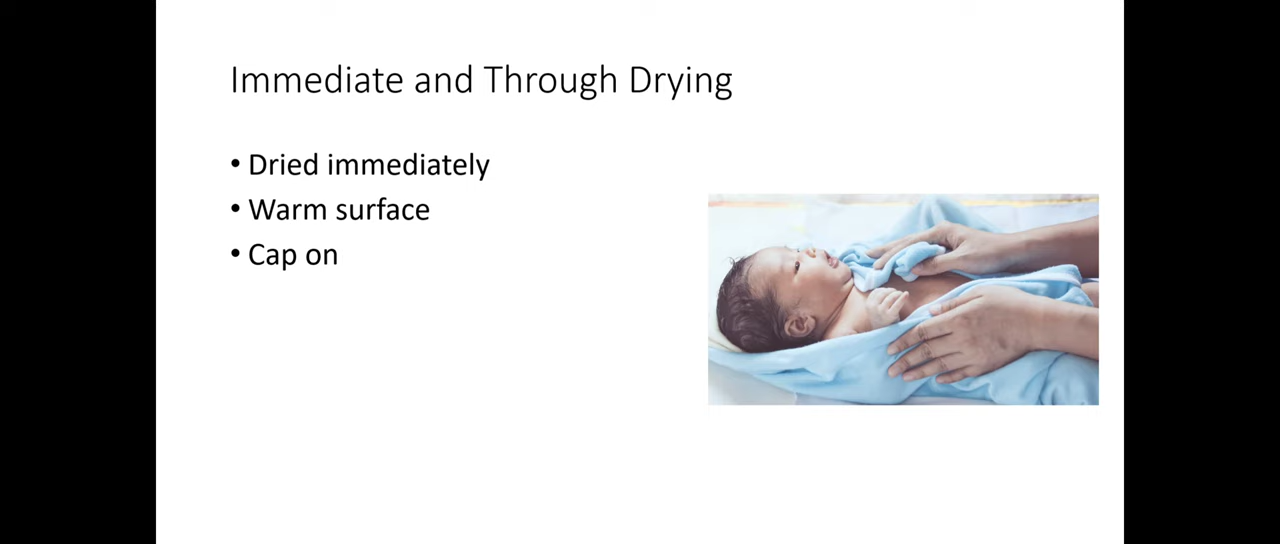 Immediate and Through Drying
• Dried immediately
• Warm surface
• Cap on